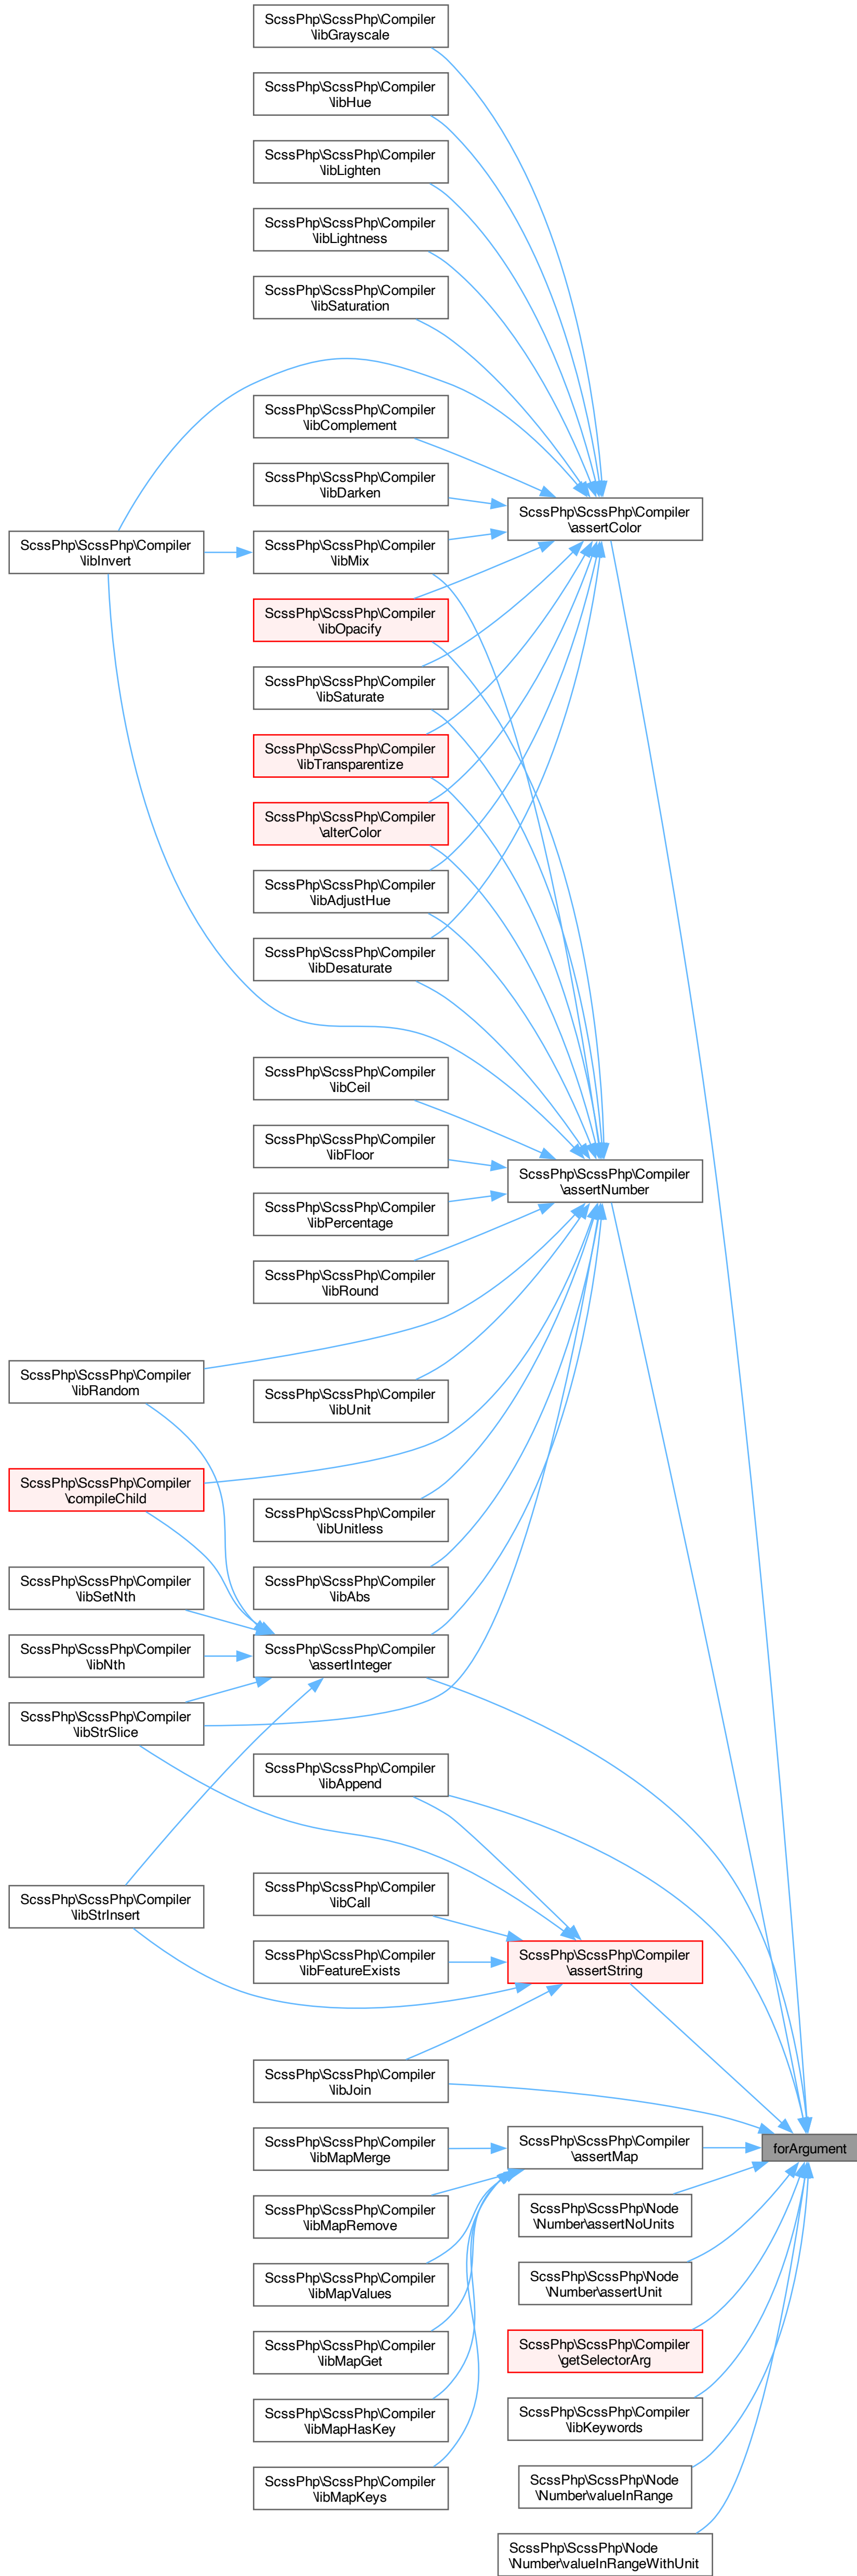 ScssPhp\ScssPhp\Compiler
\libGrayscale
ScssPhp\ScssPhp\Compiler
\libHue
ScssPhp\ScssPhp\Compiler
\libLighten
ScssPhp\ScssPhp\Compiler
\libLightness
ScssPhp\ScssPhp\Compiler
\libSaturation
ScssPhp\ScssPhp\Compiler
\libComplement
ScssPhp\ScssPhp\Compiler
\libDarken
ScssPhp\ScssPhp\Compiler
\assertColor
ScssPhp\ScssPhp\Compiler
\libInvert
ScssPhp\ScssPhp\Compiler
\libMix
ScssPhp\ScssPhp\Compiler
\libOpacify
ScssPhp\ScssPhp\Compiler
\libSaturate
ScssPhp\ScssPhp\Compiler
\libTransparentize
ScssPhp\ScssPhp\Compiler
\alterColor
ScssPhp\ScssPhp\Compiler
\libAdjustHue
ScssPhp\ScssPhp\Compiler
\libDesaturate
ScssPhp\ScssPhp\Compiler
\libCeil
ScssPhp\ScssPhp\Compiler
\libFloor
ScssPhp\ScssPhp\Compiler
\assertNumber
ScssPhp\ScssPhp\Compiler
\libPercentage
ScssPhp\ScssPhp\Compiler
\libRound
ScssPhp\ScssPhp\Compiler
\libRandom
ScssPhp\ScssPhp\Compiler
\libUnit
ScssPhp\ScssPhp\Compiler
\compileChild
ScssPhp\ScssPhp\Compiler
\libUnitless
ScssPhp\ScssPhp\Compiler
\libSetNth
ScssPhp\ScssPhp\Compiler
\libAbs
ScssPhp\ScssPhp\Compiler
\libNth
ScssPhp\ScssPhp\Compiler
\assertInteger
ScssPhp\ScssPhp\Compiler
\libStrSlice
ScssPhp\ScssPhp\Compiler
\libAppend
ScssPhp\ScssPhp\Compiler
\libStrInsert
ScssPhp\ScssPhp\Compiler
\libCall
ScssPhp\ScssPhp\Compiler
\libFeatureExists
ScssPhp\ScssPhp\Compiler
\assertString
ScssPhp\ScssPhp\Compiler
\libJoin
forArgument
ScssPhp\ScssPhp\Compiler
\libMapMerge
ScssPhp\ScssPhp\Compiler
\assertMap
ScssPhp\ScssPhp\Compiler
\libMapRemove
ScssPhp\ScssPhp\Node
\Number\assertNoUnits
ScssPhp\ScssPhp\Compiler
\libMapValues
ScssPhp\ScssPhp\Node
\Number\assertUnit
ScssPhp\ScssPhp\Compiler
\libMapGet
ScssPhp\ScssPhp\Compiler
\getSelectorArg
ScssPhp\ScssPhp\Compiler
\libMapHasKey
ScssPhp\ScssPhp\Compiler
\libKeywords
ScssPhp\ScssPhp\Compiler
\libMapKeys
ScssPhp\ScssPhp\Node
\Number\valueInRange
ScssPhp\ScssPhp\Node
\Number\valueInRangeWithUnit